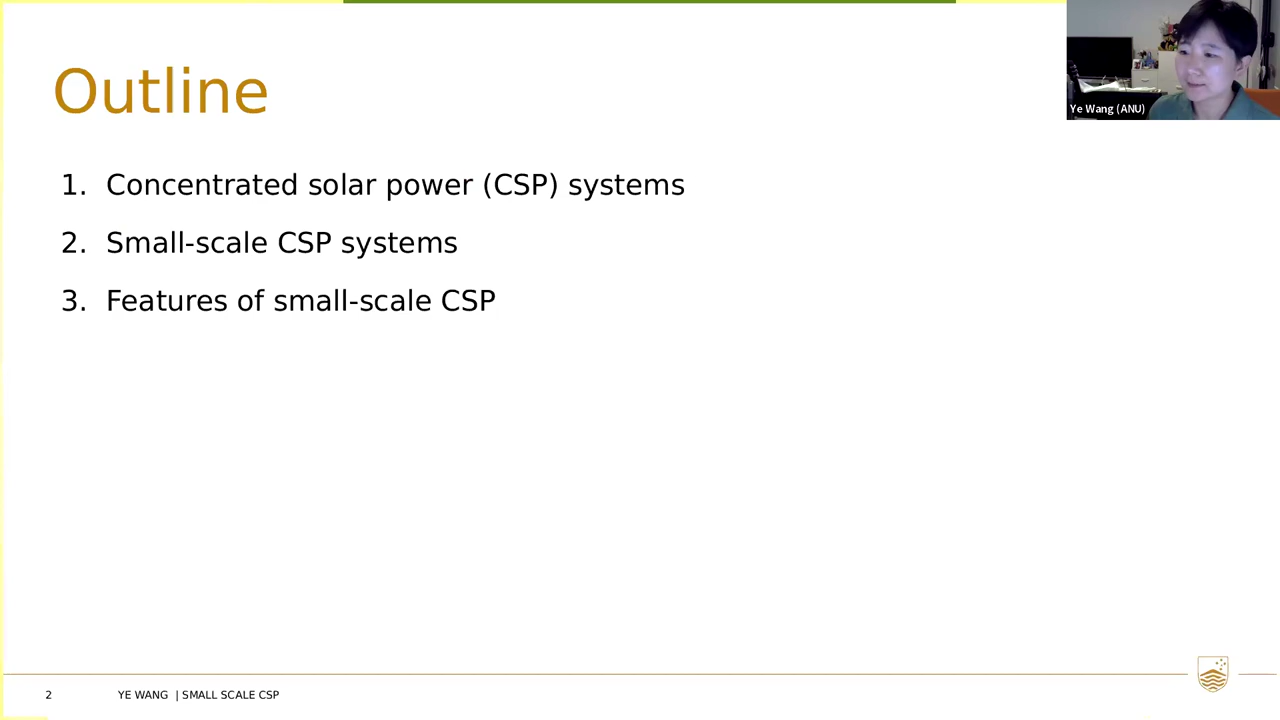 Outline
Ye Wang (ANU)
1. Concentrated solar power (CSP) systems
2. Small-scale CSP systems
3. Features of small-scale CSP
2 YE WANG | SMALL SCALE CSP